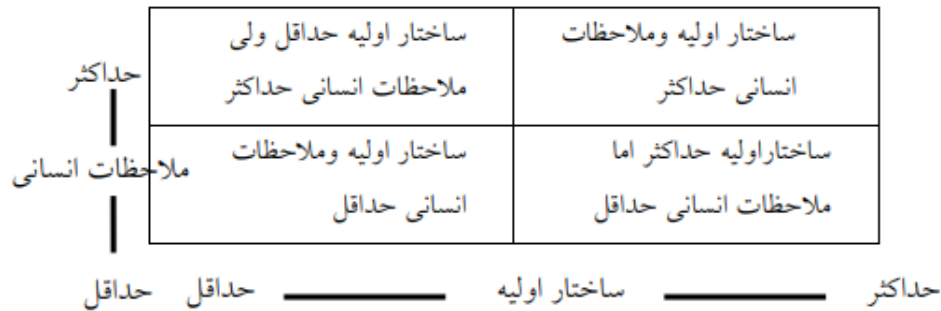 ساختار اولیه وملاحظات
انسانی حداکثر
ساختار اولیه حداقل ولی
ملاحظات انسانی حداکثر
حداکثر
ساختاراولیه حداکثر اما
ملاحظات انسانی حداقل
ساختار اولیه وملاحظات
انسانی حداقل
ملاحظات انسانی
حداکثر ساختار اولیه حداقل حداقل